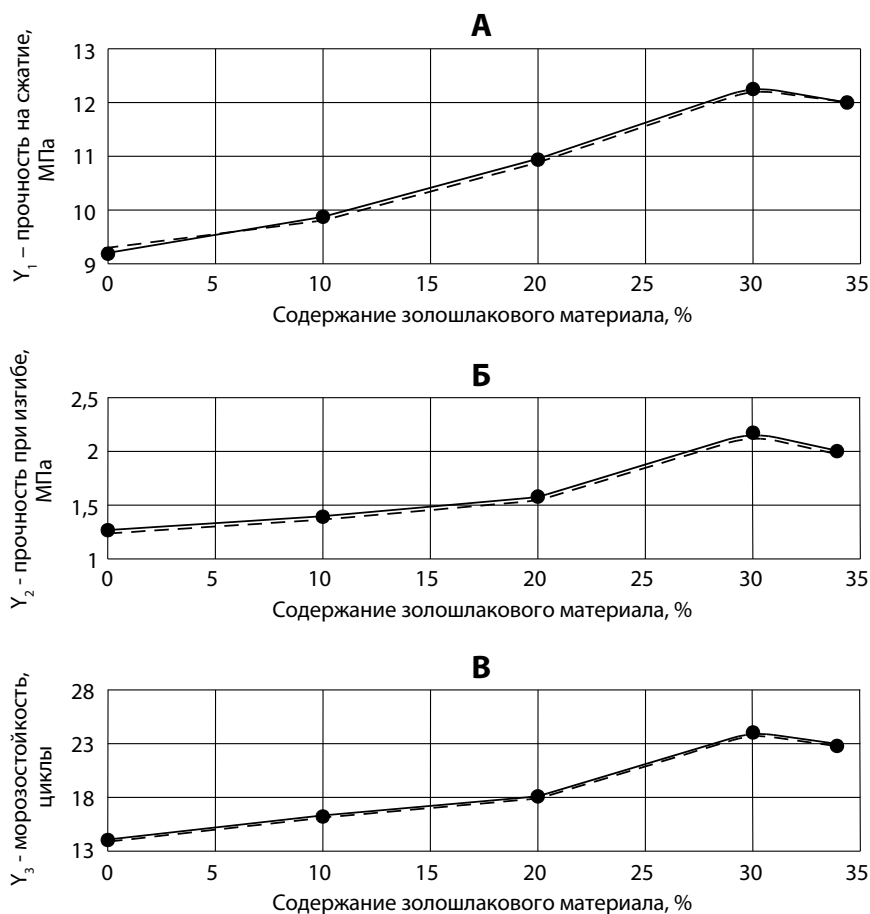 А
Y1 – прочность на сжатие,
МПа
13
12
11
10
9
0 5 10 15 20 25 30 35
Содержание золошлакового материала, %
Б
Y2 - прочность при изгибе,
МПа
2,5
2
1,5
1
0 5 10 15 20 25 30 35
Содержание золошлакового материала, %
В
Y3 - морозостойкость,
циклы
28
23
18
13
0 5 10 15 20 25 30 35
Содержание золошлакового материала, %